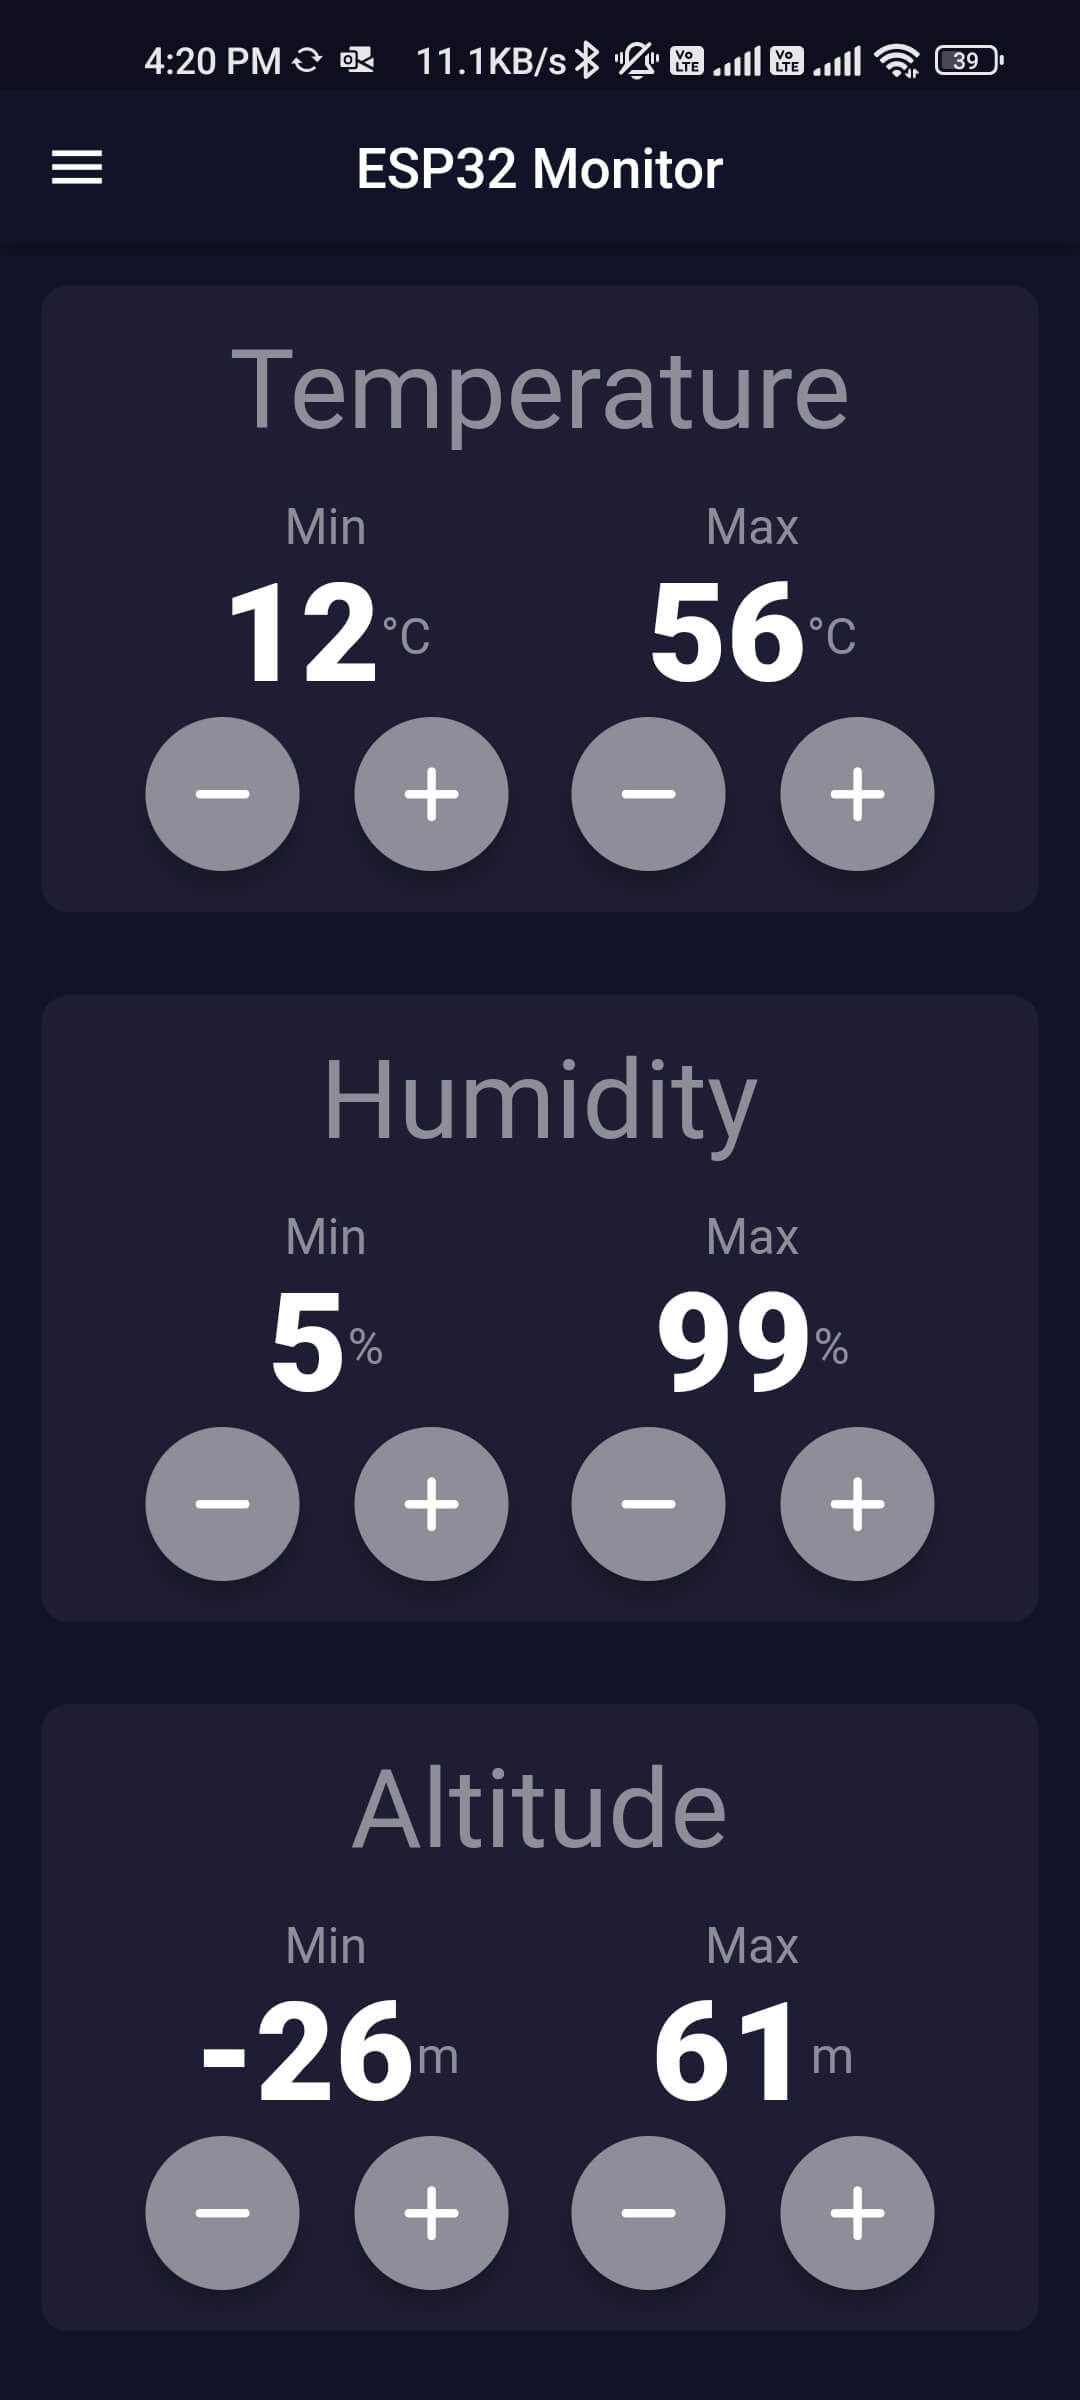 4:20 PM 11.1KB/s Vo LTE Vo LTE 39
ESP32 Monitor
Temperature
Min Max
12°C 56°C
Humidity
Min Max
5% 99%
Altitude
Min Max
-26m 61m